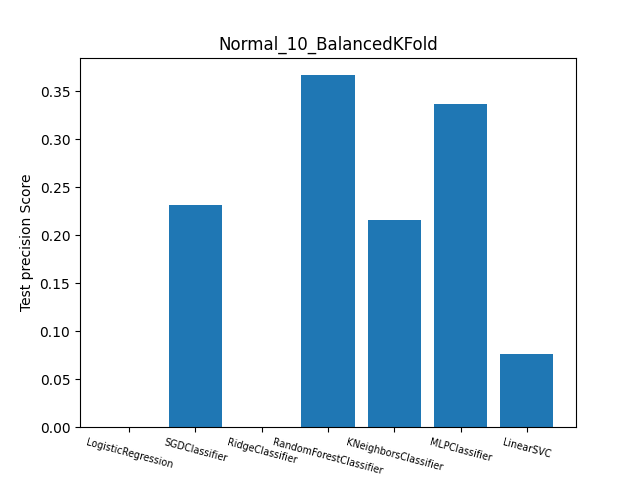 Normal_10_BalancedKFold
Test precision Score
0.35
0.30
0.25
0.20
0.15
0.10
0.05
0.00
LogisticRegression
SGDClassifier
RidgeClassifier
RandomForestClassifier
KNeighborsClassifier
MLPClassifier
LinearSVC